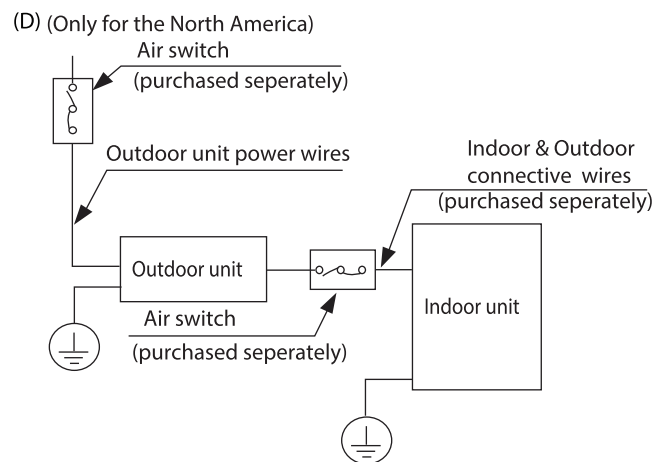 (D) (Only for the North America)
Air switch
(purchased seperately)
Outdoor unit power wires
Indoor & Outdoor
connective wires
(purchased seperately)
Outdoor unit
Indoor unit
Air switch
(purchased seperately)